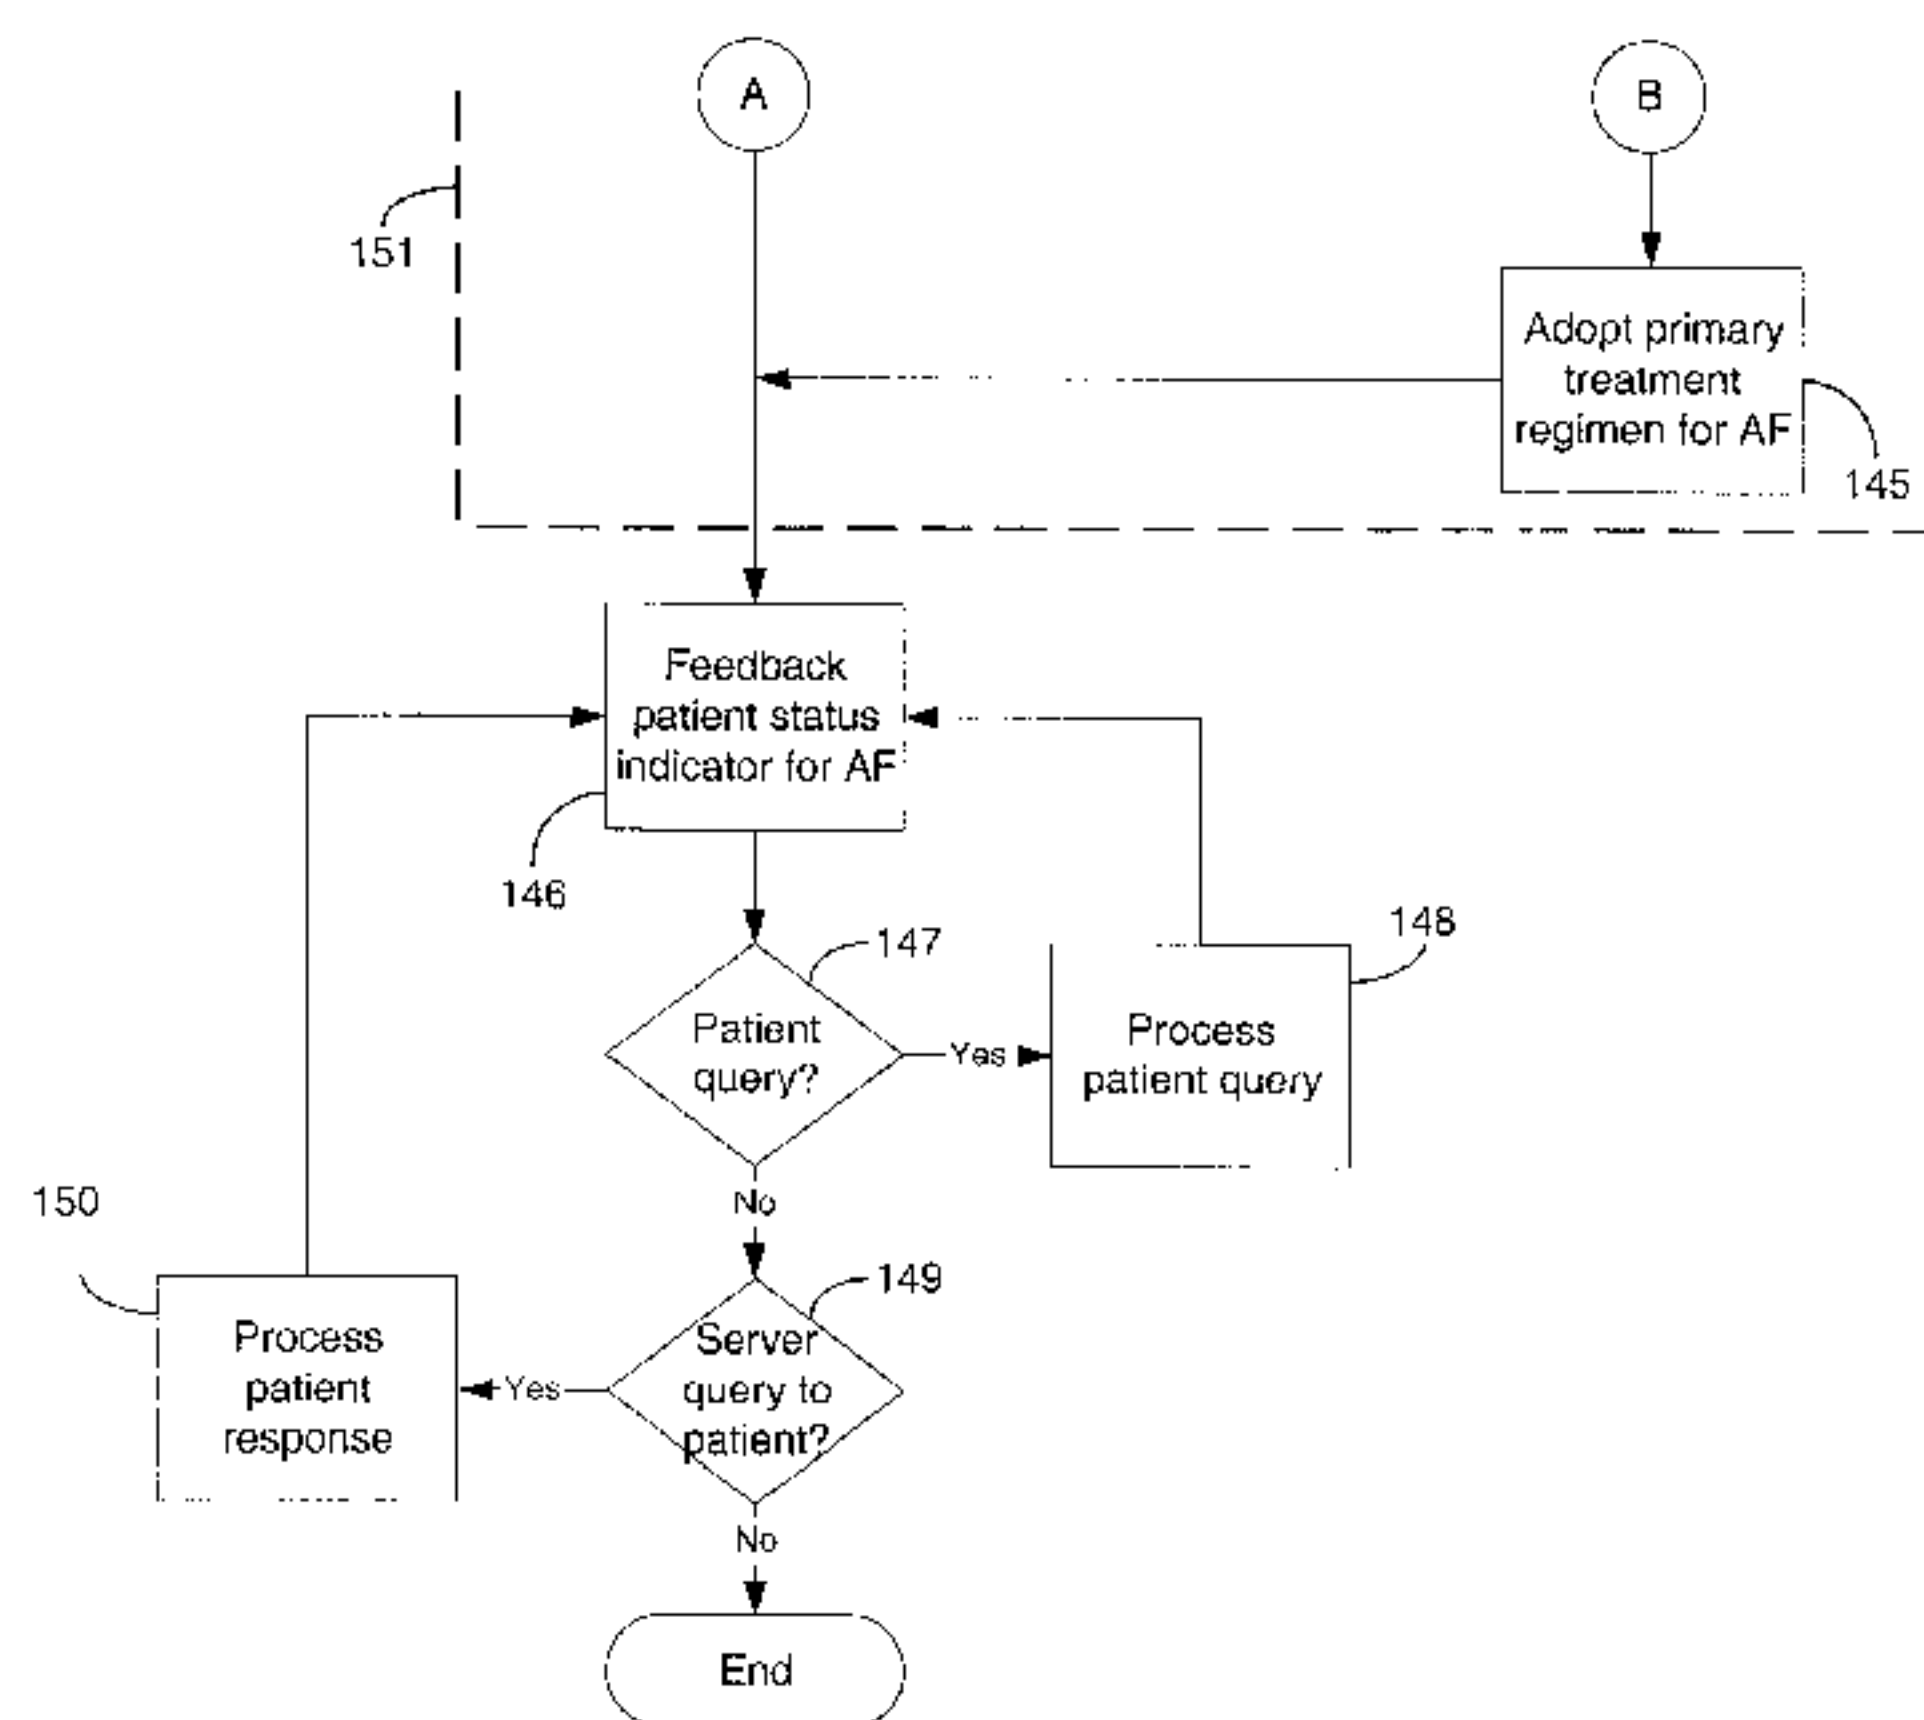 A
B
151
Adopt primary
treatment
regimen for AF
145
Feedback
patient status
indicator for AF
146
147
148
Patient
query?
Yes
Process
patient query
No
150
149
Server
query to
patient?
Yes
Process
patient
response
No
End